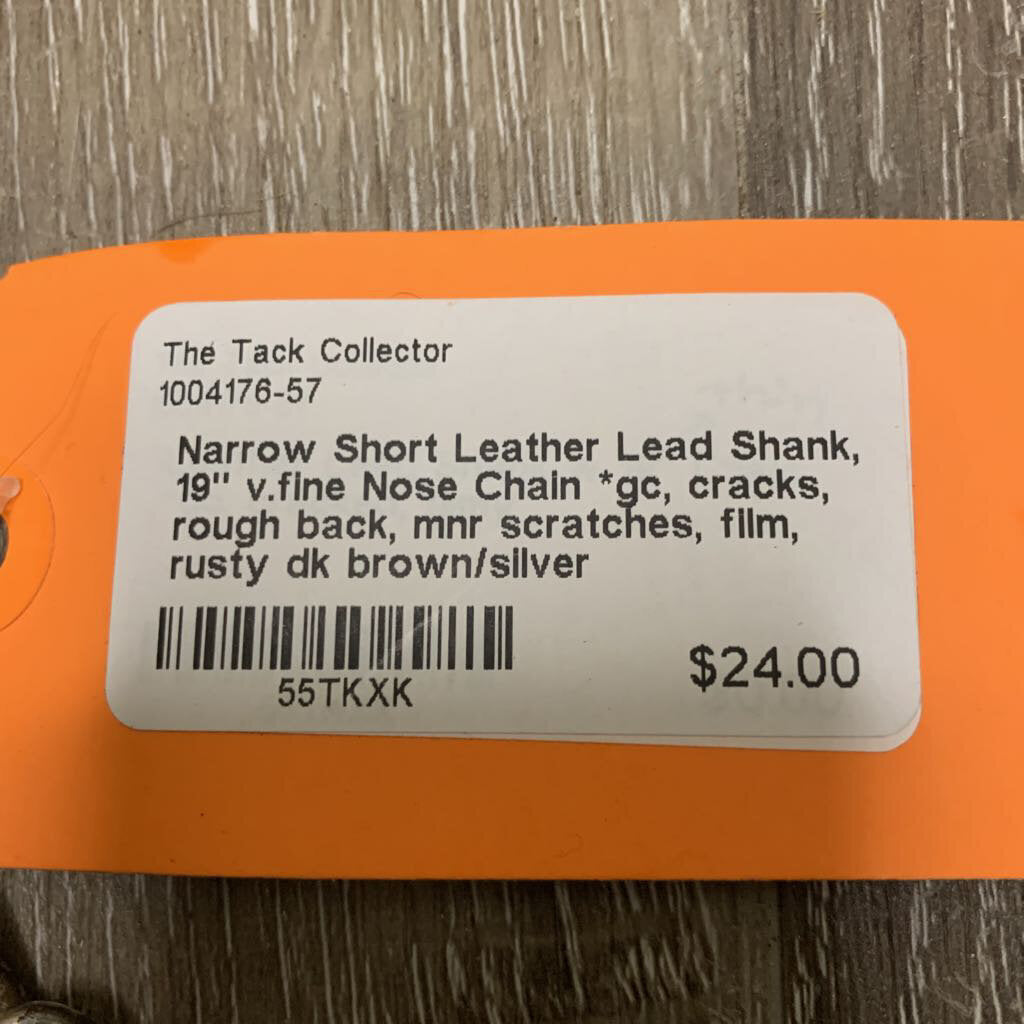 The Tack Collector
1004176-57
Narrow Short Leather Lead Shank,
19" v.fine Nose Chain *gc, cracks,
rough back, mnr scratches, film,
rusty dk brown/silver
55TKXK
$24.00